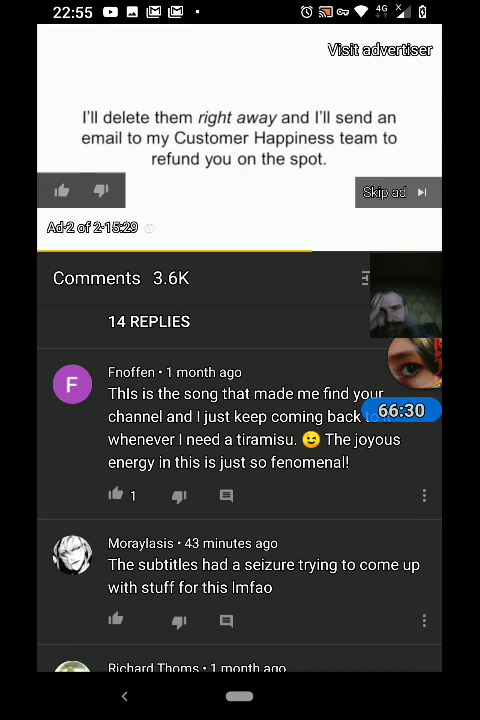 22:55
4G
Visit advertiser
I'll delete them right away and I'll send an
email to my Customer Happiness team to
refund you on the spot.
Skip ad
Ad·2 of 2·15:29
Comments 3.6K
14 REPLIES
F
Fnoffen • 1 month ago
ThIs is the song that made me find your
channel and I just keep coming back to it
whenever I need a tiramisu. 😉 The joyous
energy in this is just so fenomenal!
1
66:30
Moraylasis • 43 minutes ago
The subtitles had a seizure trying to come up
with stuff for this lmfao
Richard Thoms • 1 month ago